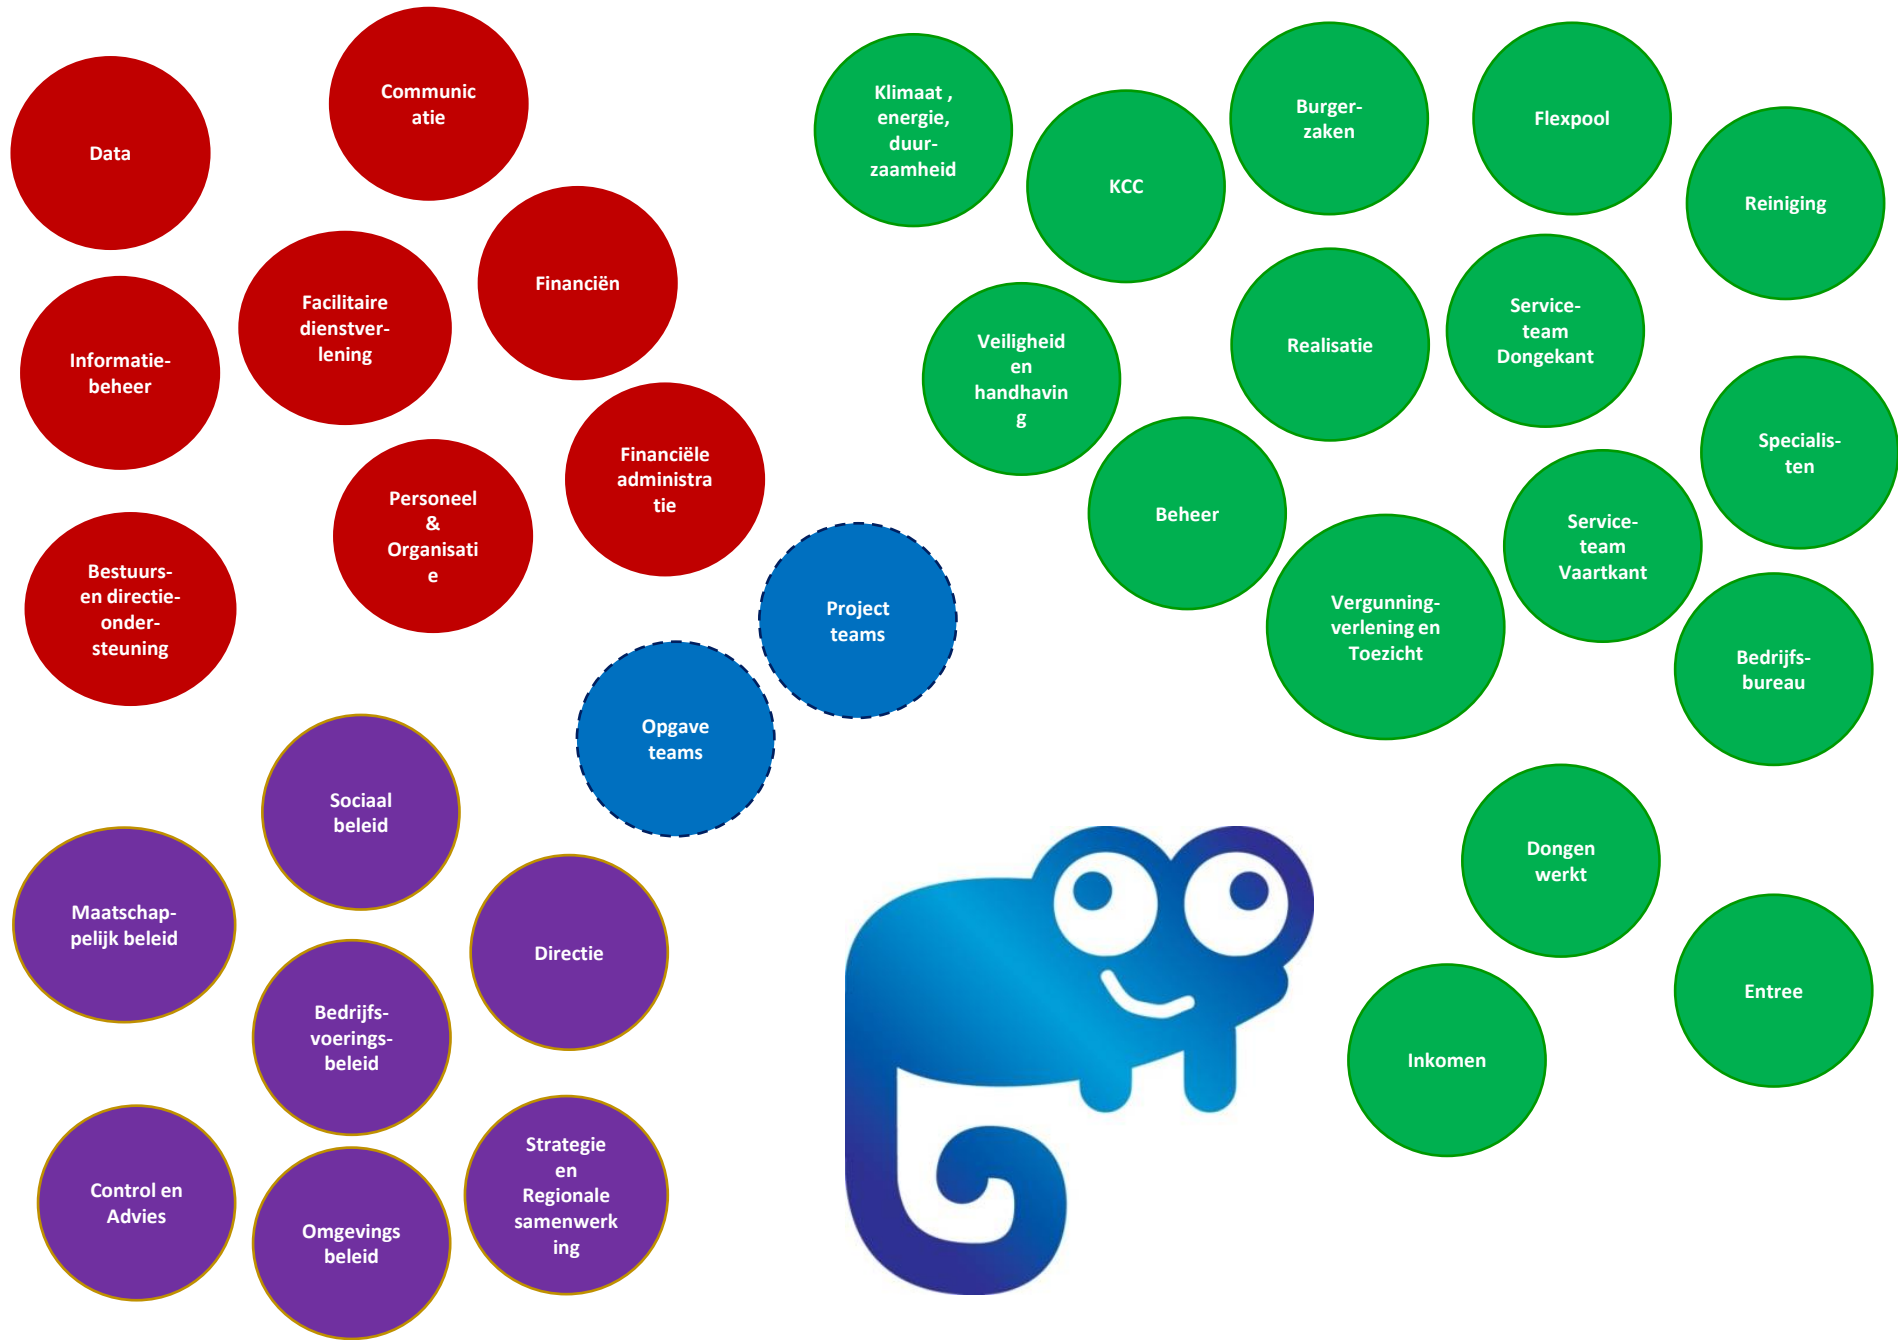 Data
Communic
atie
Informatie-
beheer
Facilitaire
dienstver-
lening
Financiën
Bestuurs-
en directie-
onder-
steuning
Personeel
&
Organisati
e
Financiële
administra
tie
Project
teams
Opgave
teams
Klimaat ,
energie,
duur-
zaamheid
KCC
Burger-
zaken
Flexpool
Reiniging
Veiligheid
en
handhavin
g
Realisatie
Service-
team
Dongekant
Beheer
Vergunning-
verlening en
Toezicht
Service-
team
Vaartkant
Specialis-
ten
Bedrijfs-
bureau
Sociaal
beleid
Maatschap-
pelijk beleid
Directie
Bedrijfs-
voerings-
beleid
Control en
Advies
Omgevings
beleid
Strategie
en
Regionale
samenwerk
ing
Dongen
werkt
Entree
Inkomen